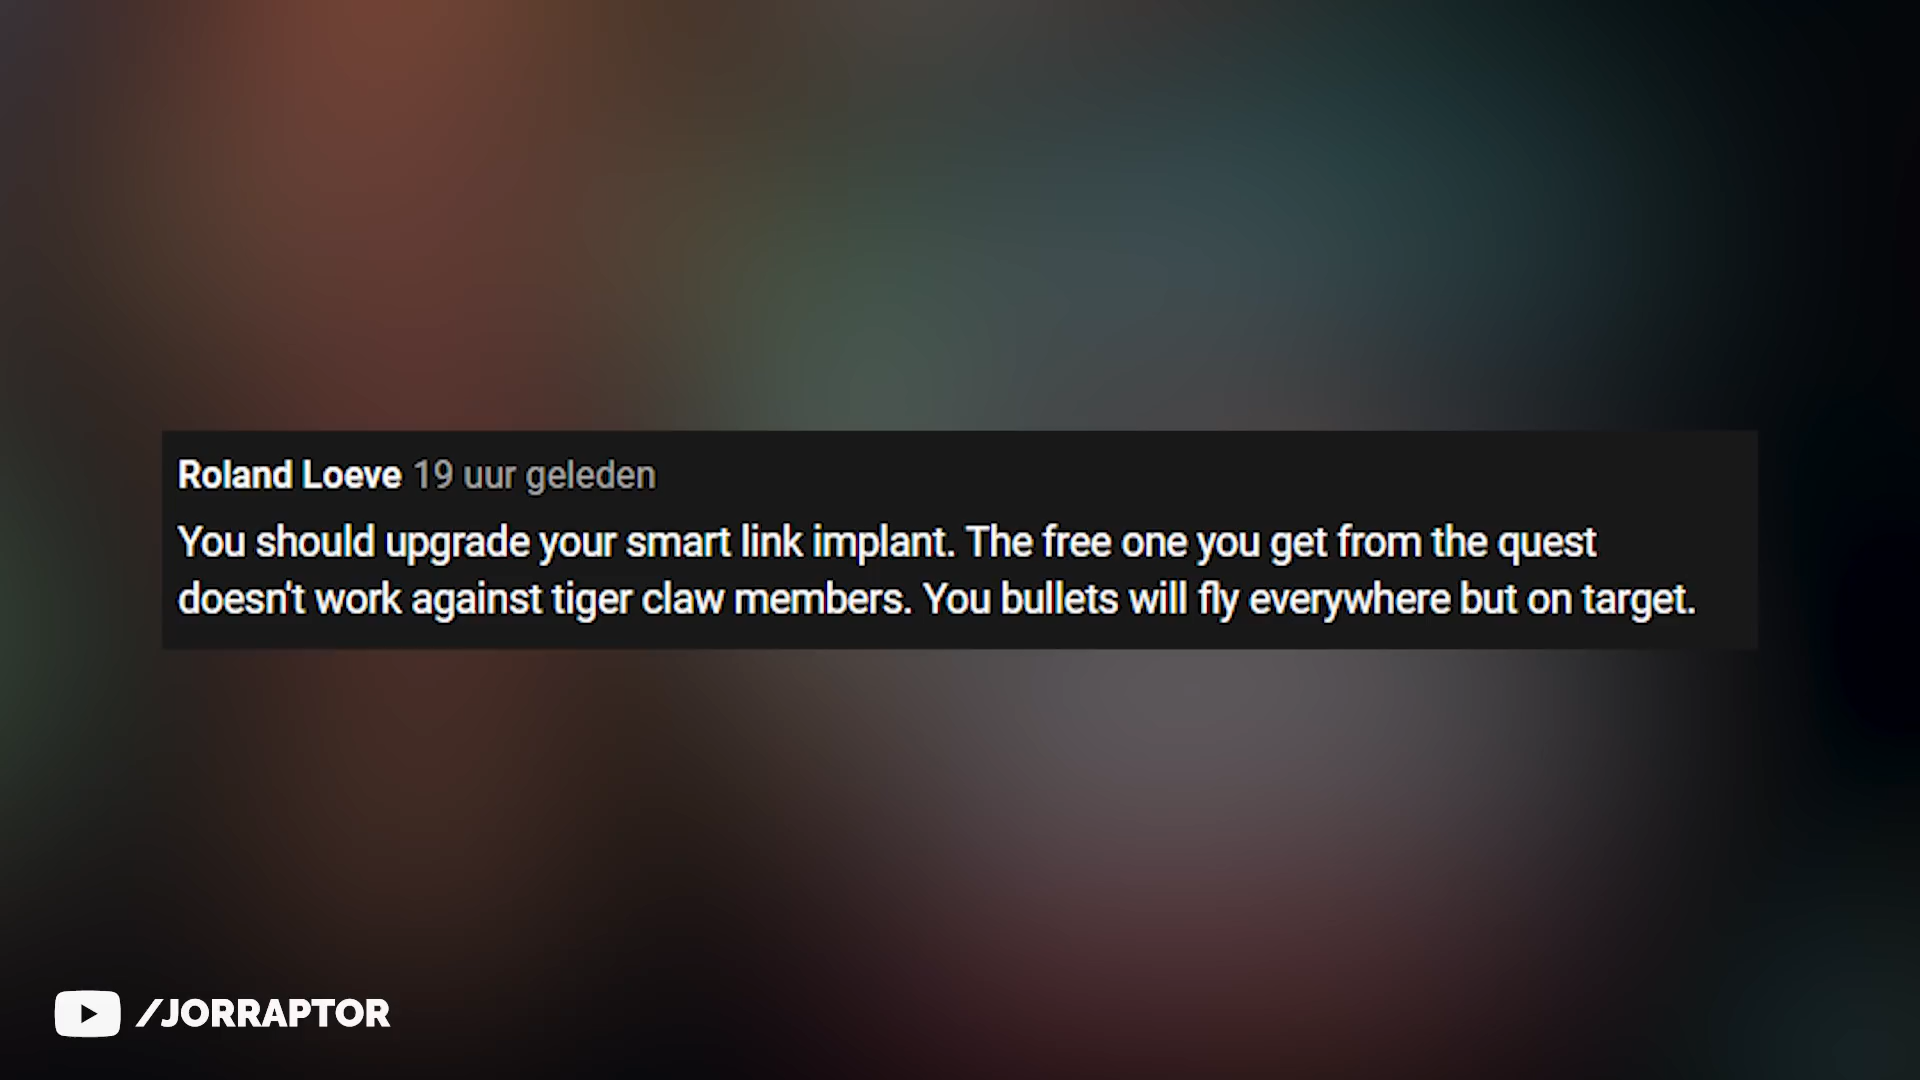 Roland Loeve 19 uur geleden
You should upgrade your smart link implant. The free one you get from the quest
doesn't work against tiger claw members. You bullets will fly everywhere but on target.
/JORRAPTOR